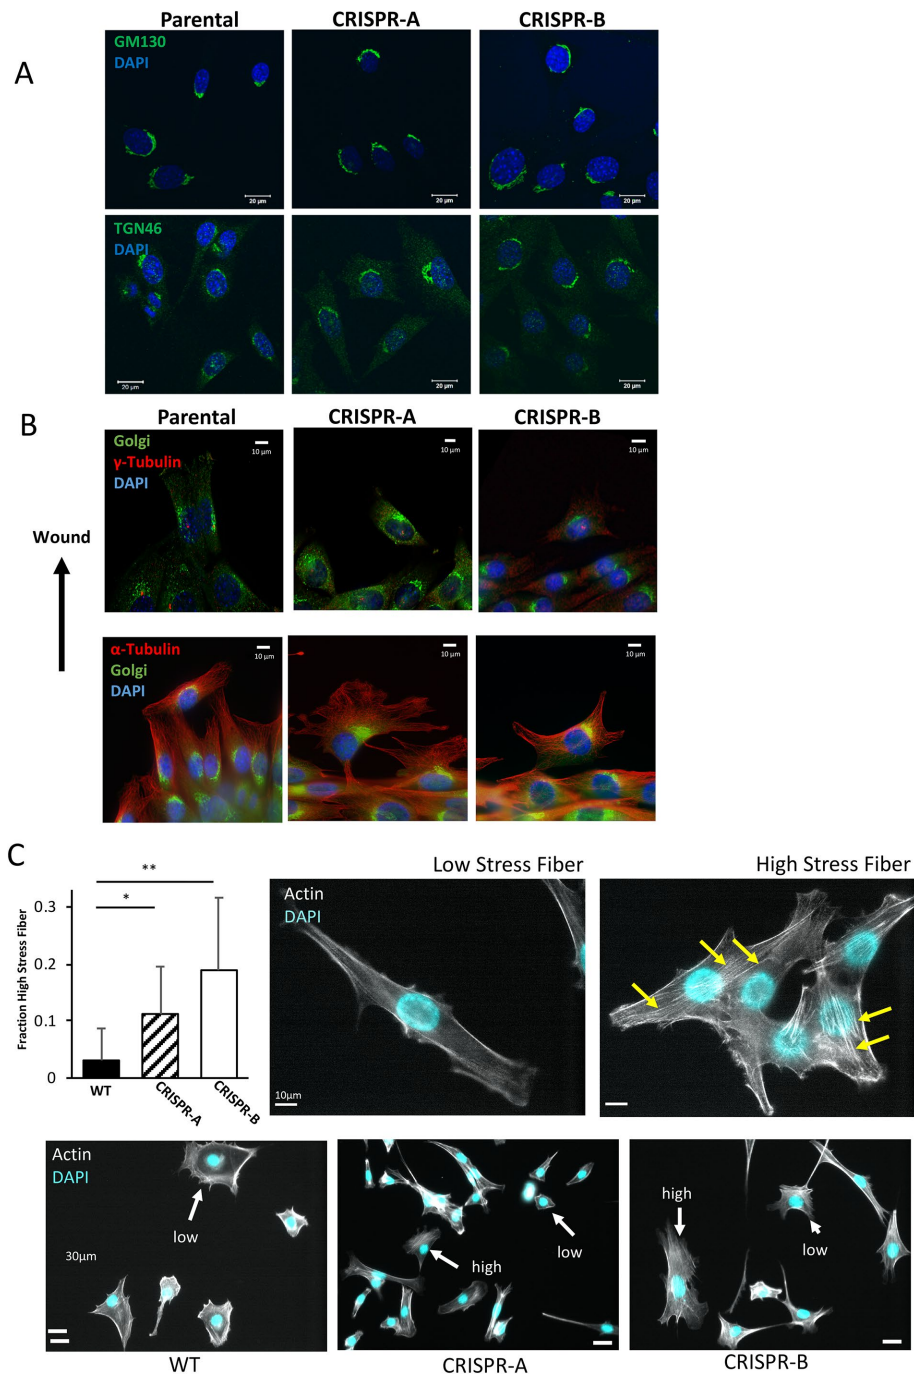 Parental CRISPR-A CRISPR-B
A
GM130
DAPI
20 µm 20 µm 20 µm
TGN46
DAPI
20 µm 20 µm 20 µm
B
Parental CRISPR-A CRISPR-B
Golgi
γ-Tubulin
DAPI
10 µm 10 µm 10 µm
Wound
α-Tubulin
Golgi
DAPI
10 µm 10 µm 10 µm
C
Low Stress Fiber High Stress Fiber
** 
*
Fraction High Stress Fiber
0.3
0.2
0.1
0
WT CRISPR-A CRISPR-B
Actin
DAPI
10µm
Actin
DAPI
low
30µm
high
low
high
low
WT CRISPR-A CRISPR-B